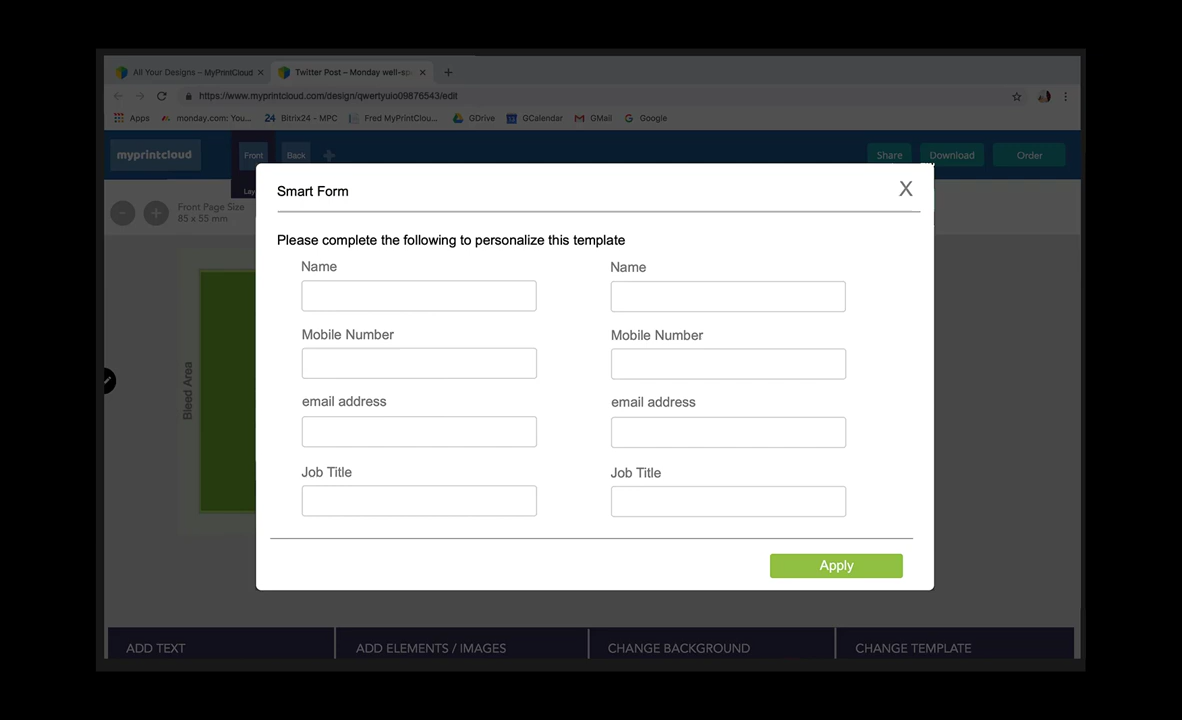 All Your Designs – MyPrintCloud
Twitter Post – Monday well-sp
https://www.myprintcloud.com/design/qwertyuio09876543/edit
Apps
monday.com: You...
Bitrix24 - MPC
Fred MyPrintClou...
GDrive
GCalendar
GMail
Google
myprintcloud
Front
Back
Share
Download
Order
Lay
Front Page Size
85 x 55 mm
Bleed Area
Smart Form
X
Please complete the following to personalize this template
Name
Name
Mobile Number
Mobile Number
email address
email address
Job Title
Job Title
Apply
ADD TEXT
ADD ELEMENTS / IMAGES
CHANGE BACKGROUND
CHANGE TEMPLATE